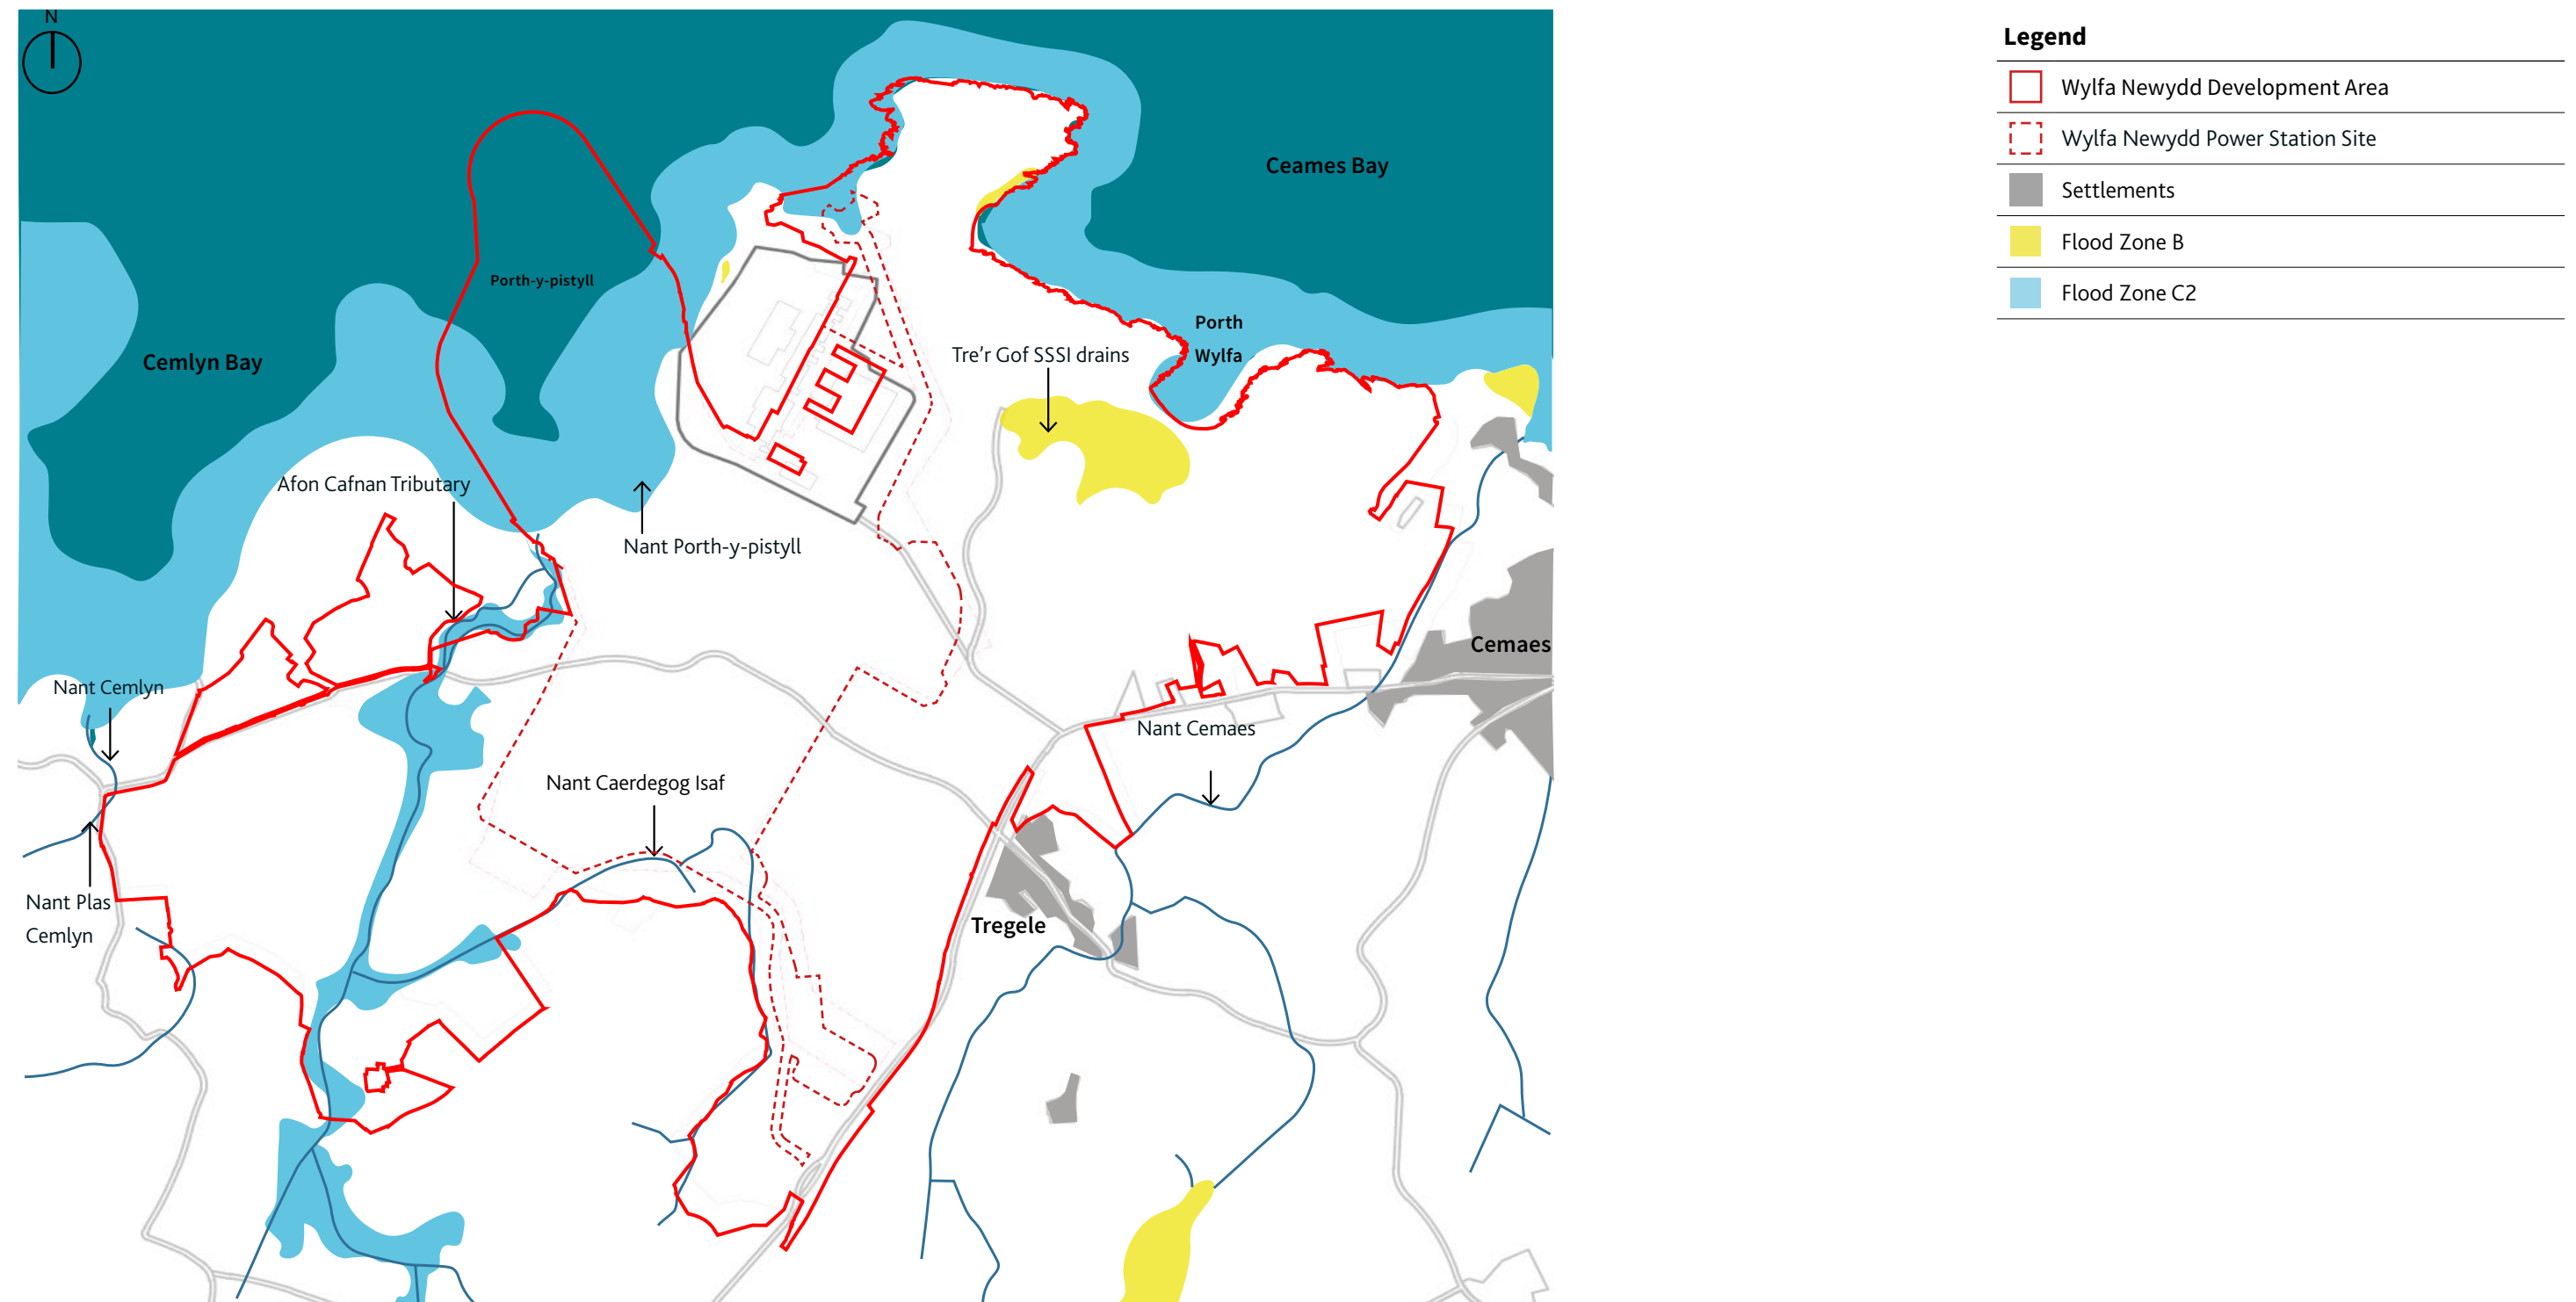 N
Ceames Bay
Porth-y-pistyll
Cemlyn Bay
Porth
Wylfa
Tre'r Gof SSSI drains
Afon Cafnan Tributary
Nant Porth-y-pistyll
Cemaes
Nant Cemlyn
Nant Cemaes
Nant Caerdegog Isaf
Nant Plas
Cemlyn
Tregele
Legend
Wylfa Newydd Development Area
Wylfa Newydd Power Station Site
Settlements
Flood Zone B
Flood Zone C2